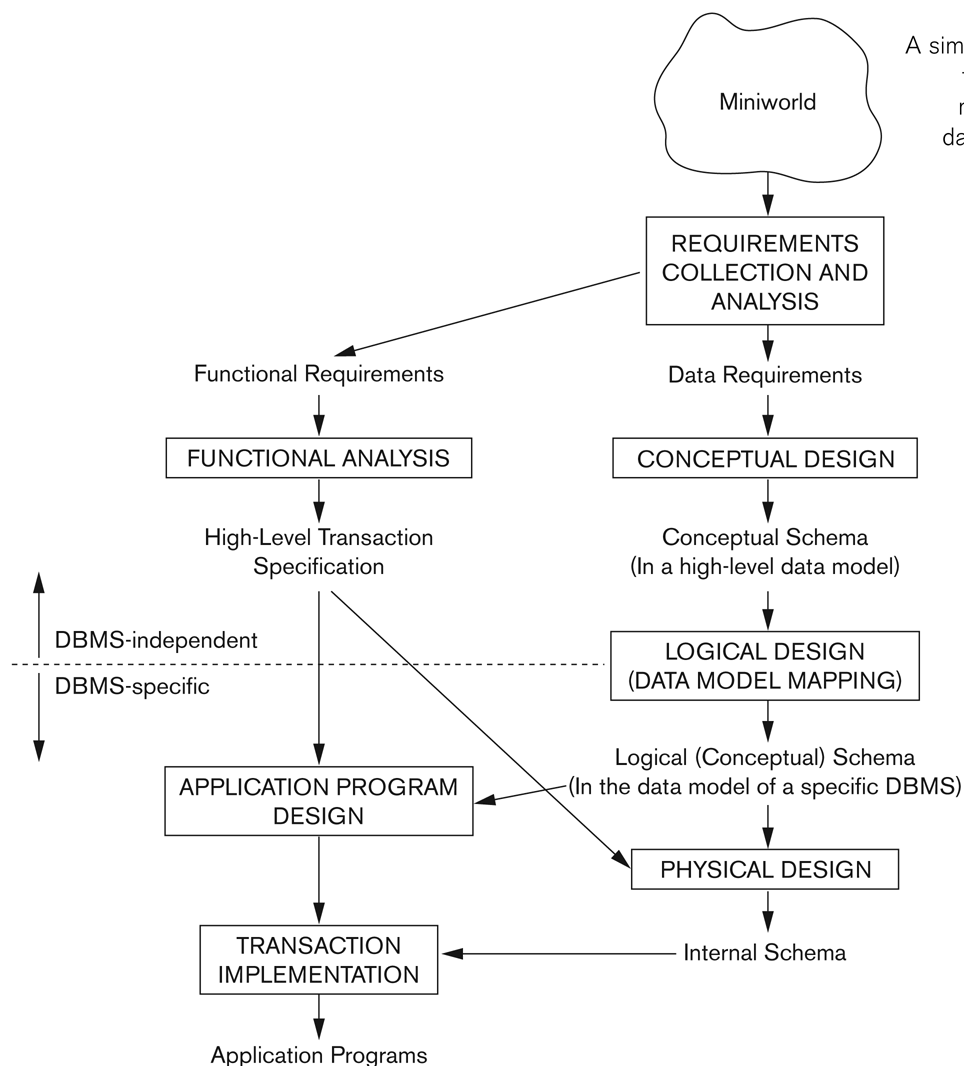 Miniworld
A sim
REQUIREMENTS
COLLECTION AND
ANALYSIS
Functional Requirements
Data Requirements
FUNCTIONAL ANALYSIS
CONCEPTUAL DESIGN
High-Level Transaction
Specification
Conceptual Schema
(In a high-level data model)
DBMS-independent
DBMS-specific
LOGICAL DESIGN
(DATA MODEL MAPPING)
Logical (Conceptual) Schema
(In the data model of a specific DBMS)
APPLICATION PROGRAM
DESIGN
PHYSICAL DESIGN
TRANSACTION
IMPLEMENTATION
Internal Schema
Application Programs